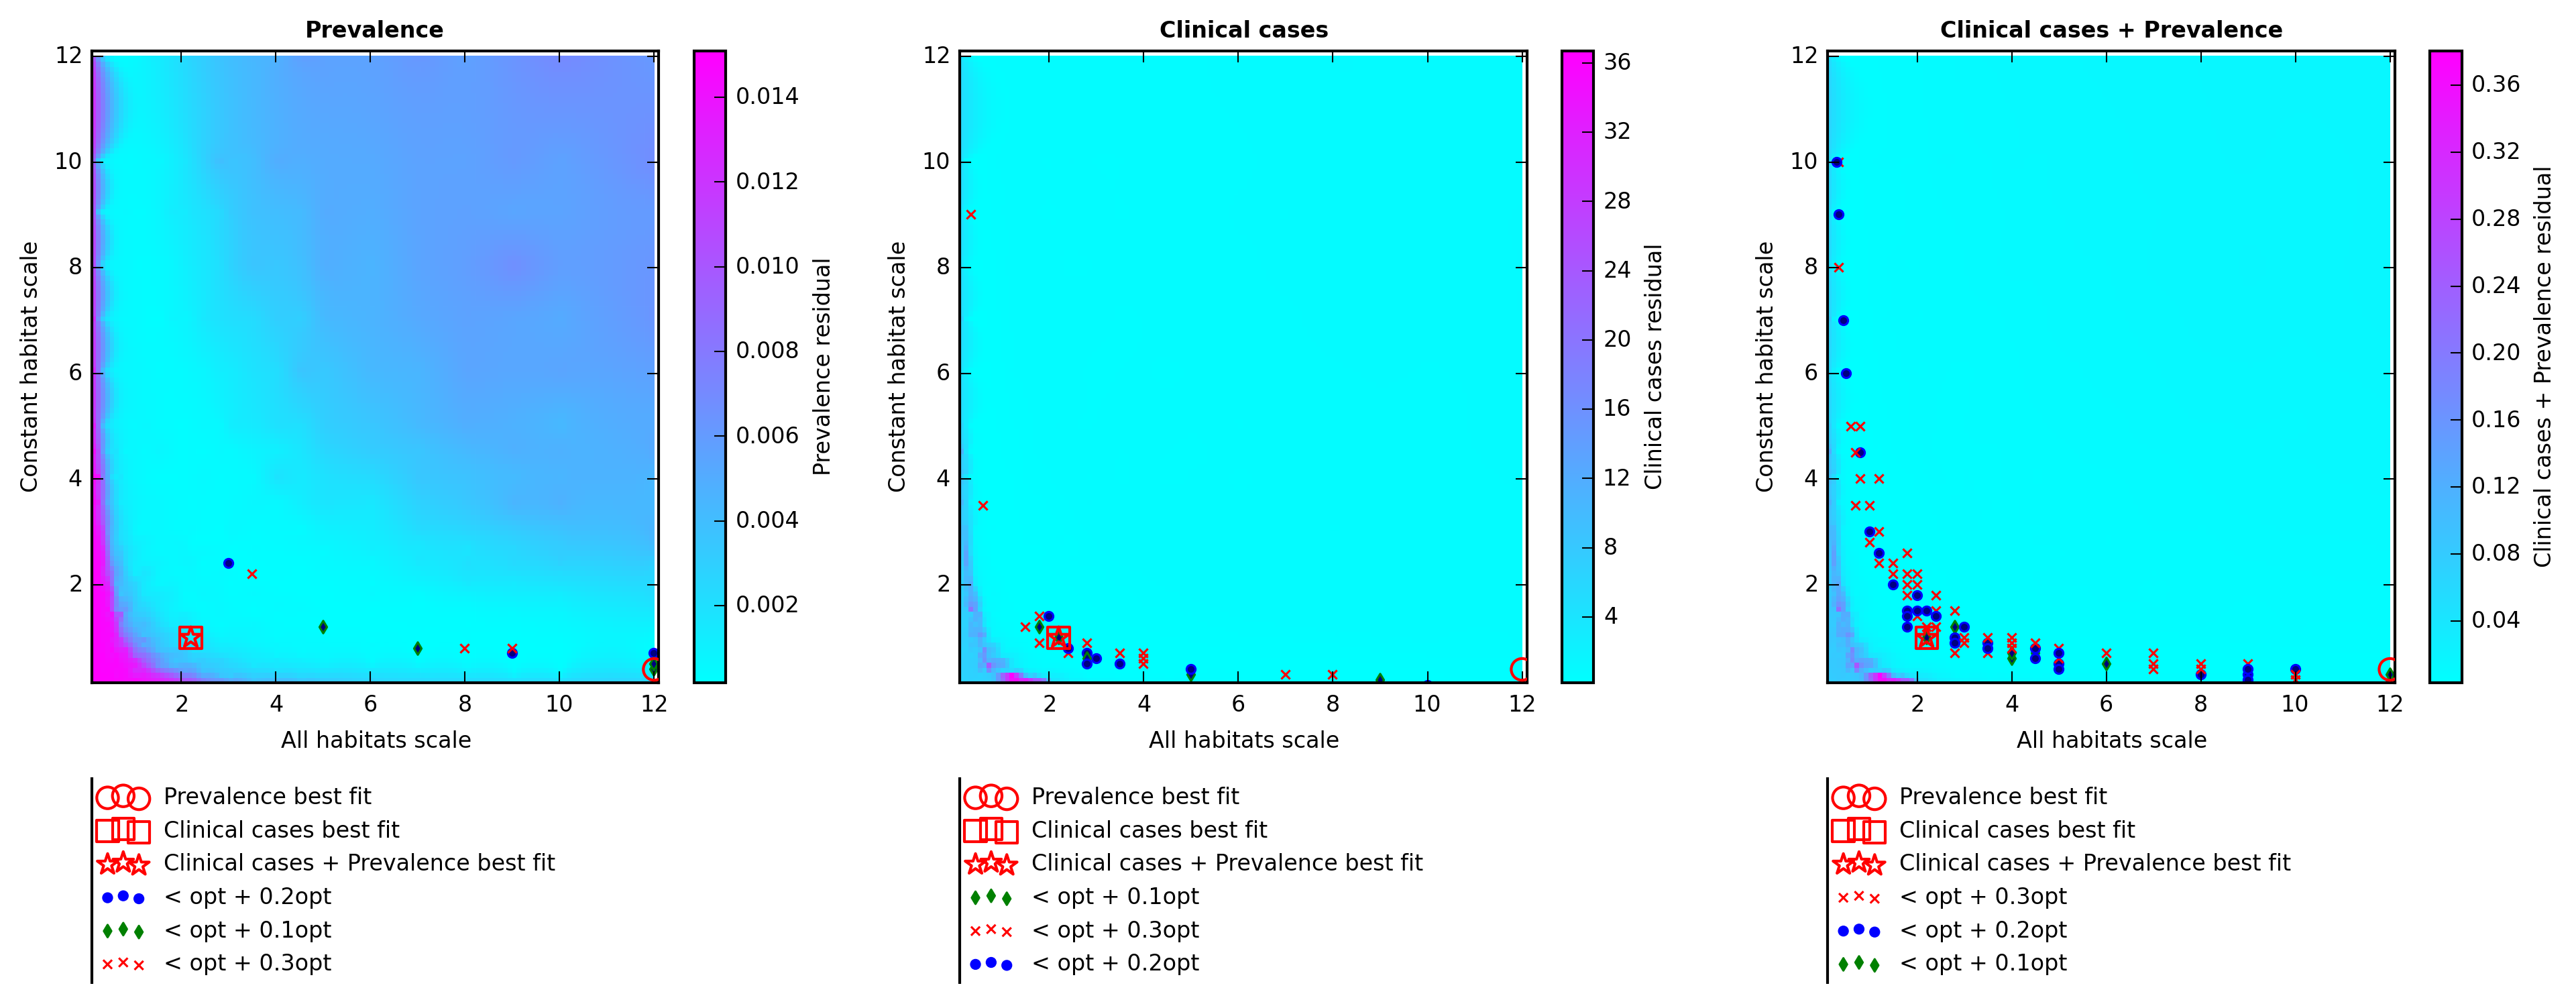 Prevalence
12
10
8
6
4
2
2 4 6 8 10 12
Constant habitat scale
All habitats scale
0.014
0.012
0.010
0.008
0.006
0.004
0.002
Prevalence residual
Prevalence best fit
Clinical cases best fit
Clinical cases + Prevalence best fit
< opt + 0.2opt
< opt + 0.1opt
< opt + 0.3opt
Clinical cases
12
10
8
6
4
2
2 4 6 8 10 12
Constant habitat scale
All habitats scale
36
32
28
24
20
16
12
8
4
Clinical cases residual
Prevalence best fit
Clinical cases best fit
Clinical cases + Prevalence best fit
< opt + 0.1opt
< opt + 0.3opt
< opt + 0.2opt
Clinical cases + Prevalence
12
10
8
6
4
2
2 4 6 8 10 12
Constant habitat scale
All habitats scale
0.36
0.32
0.28
0.24
0.20
0.16
0.12
0.08
0.04
Clinical cases + Prevalence residual
Prevalence best fit
Clinical cases best fit
Clinical cases + Prevalence best fit
< opt + 0.3opt
< opt + 0.2opt
< opt + 0.1opt